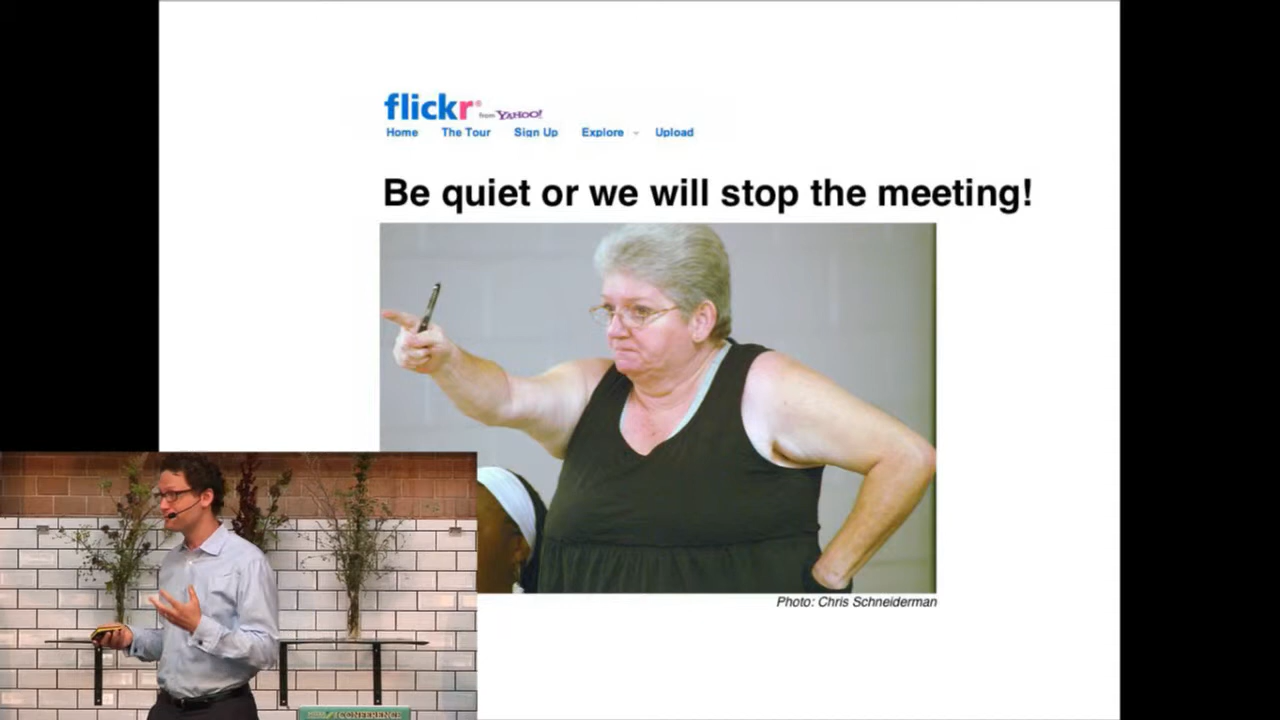 flickr® from YAHOO!
Home The Tour Sign Up Explore Upload
Be quiet or we will stop the meeting!
Photo: Chris Schneiderman
CONFERENCE